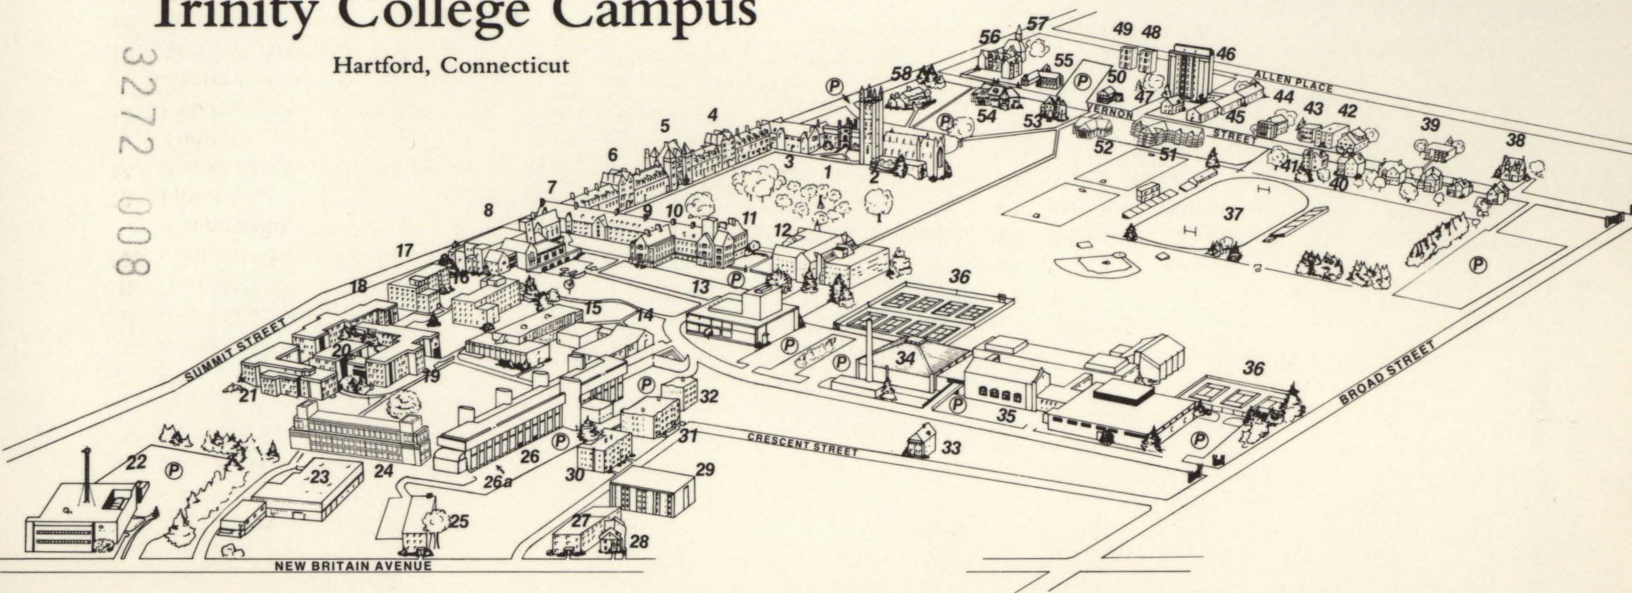 Trinity College Campus
Hartford, Connecticut
3272 008
57
56
49 48
46
55
P
58
50
ALLEN PLACE
P
47
44
43 42
54
53
VERNON
STREET
45
39
38
P
4
5
52
51
41
40
6
3
1
2
7
37
8
9
10
11
12
P
17
16
P
13
36
18
15
14
SUMMIT STREET
P
P
34
20
19
36
BROAD STREET
21
P
32
P
35
P
31
CRESCENT STREET
33
22
P
23
24
26
P
26a
30
29
25
27
28
NEW BRITAIN AVENUE